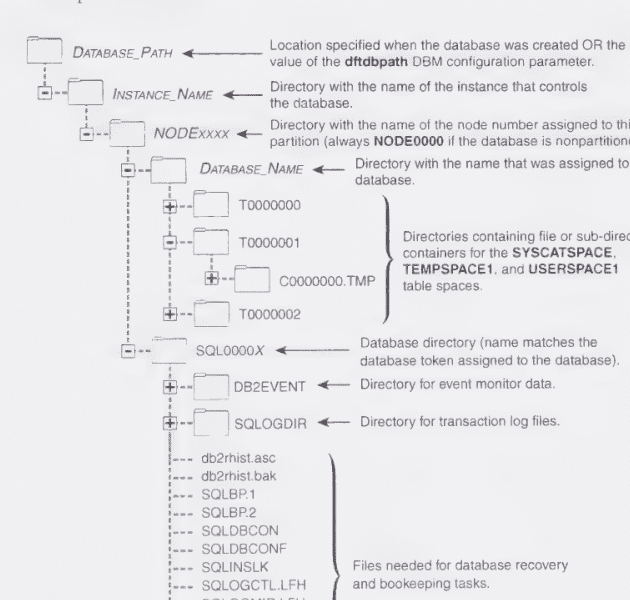 DATABASE_PATH
Location specified when the database was created OR the
value of the dftdbpath DBM configuration parameter.
INSTANCE_NAME
Directory with the name of the instance that controls
the database.
NODExxxx
Directory with the name of the node number assigned to
partition (always NODE0000 if the database is
DATABASE_NAME
Directory with the name that was assigned to
database.
T0000000
T0000001
C0000000.TMP
T0000002
Directories containing file or
containers for the SYSCATSPACE,
TEMPSPACE1, and USERSPACE1
table spaces.
SQL0000X
Database directory (name matches the
database token assigned to the database).
DB2EVENT
Directory for event monitor data.
SQLOGDIR
Directory for transaction log files.
db2rhist.asc
db2rhist.bak
SQLBP.1
SQLBP.2
SQLDBCON
SQLDBCONF
SQLINSLK
SQLOGCTL.LFH
Files needed for database recovery
and bookeeping tasks.